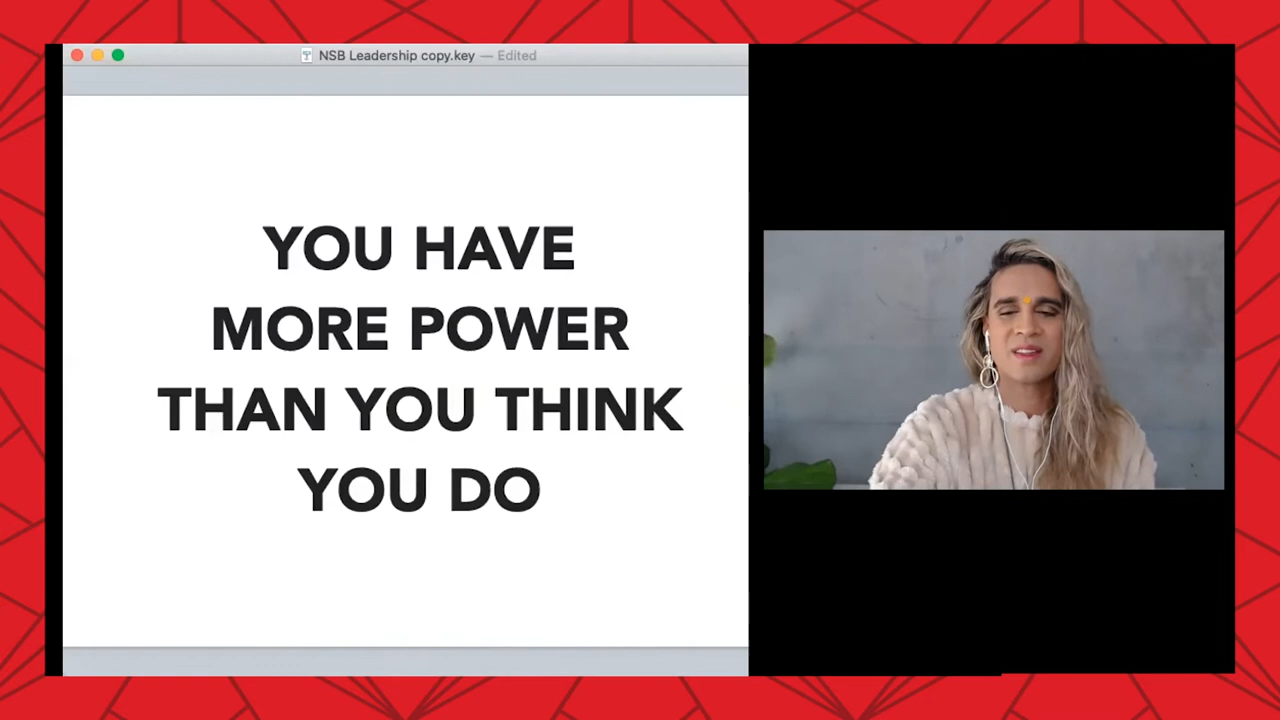 NSB Leadership copy.key — Edited
YOU HAVE
MORE POWER
THAN YOU THINK
YOU DO